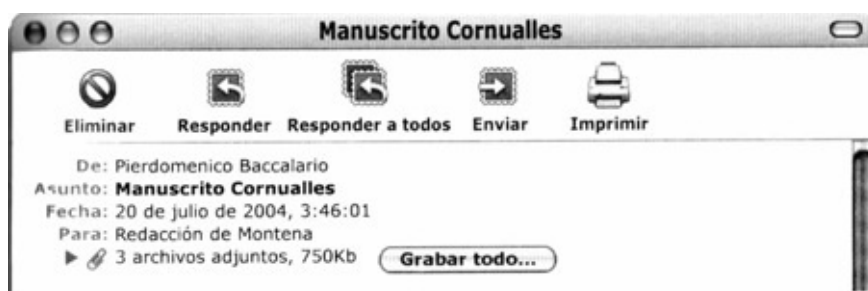 Manuscrito Cornualles
Eliminar Responder Responder a todos Enviar Imprimir
De: Pierdomenico Baccalario
Asunto: Manuscrito Cornualles
Fecha: 20 de julio de 2004, 3:46:01
Para: Redacción de Montena
3 archivos adjuntos, 750Kb Grabar todo...